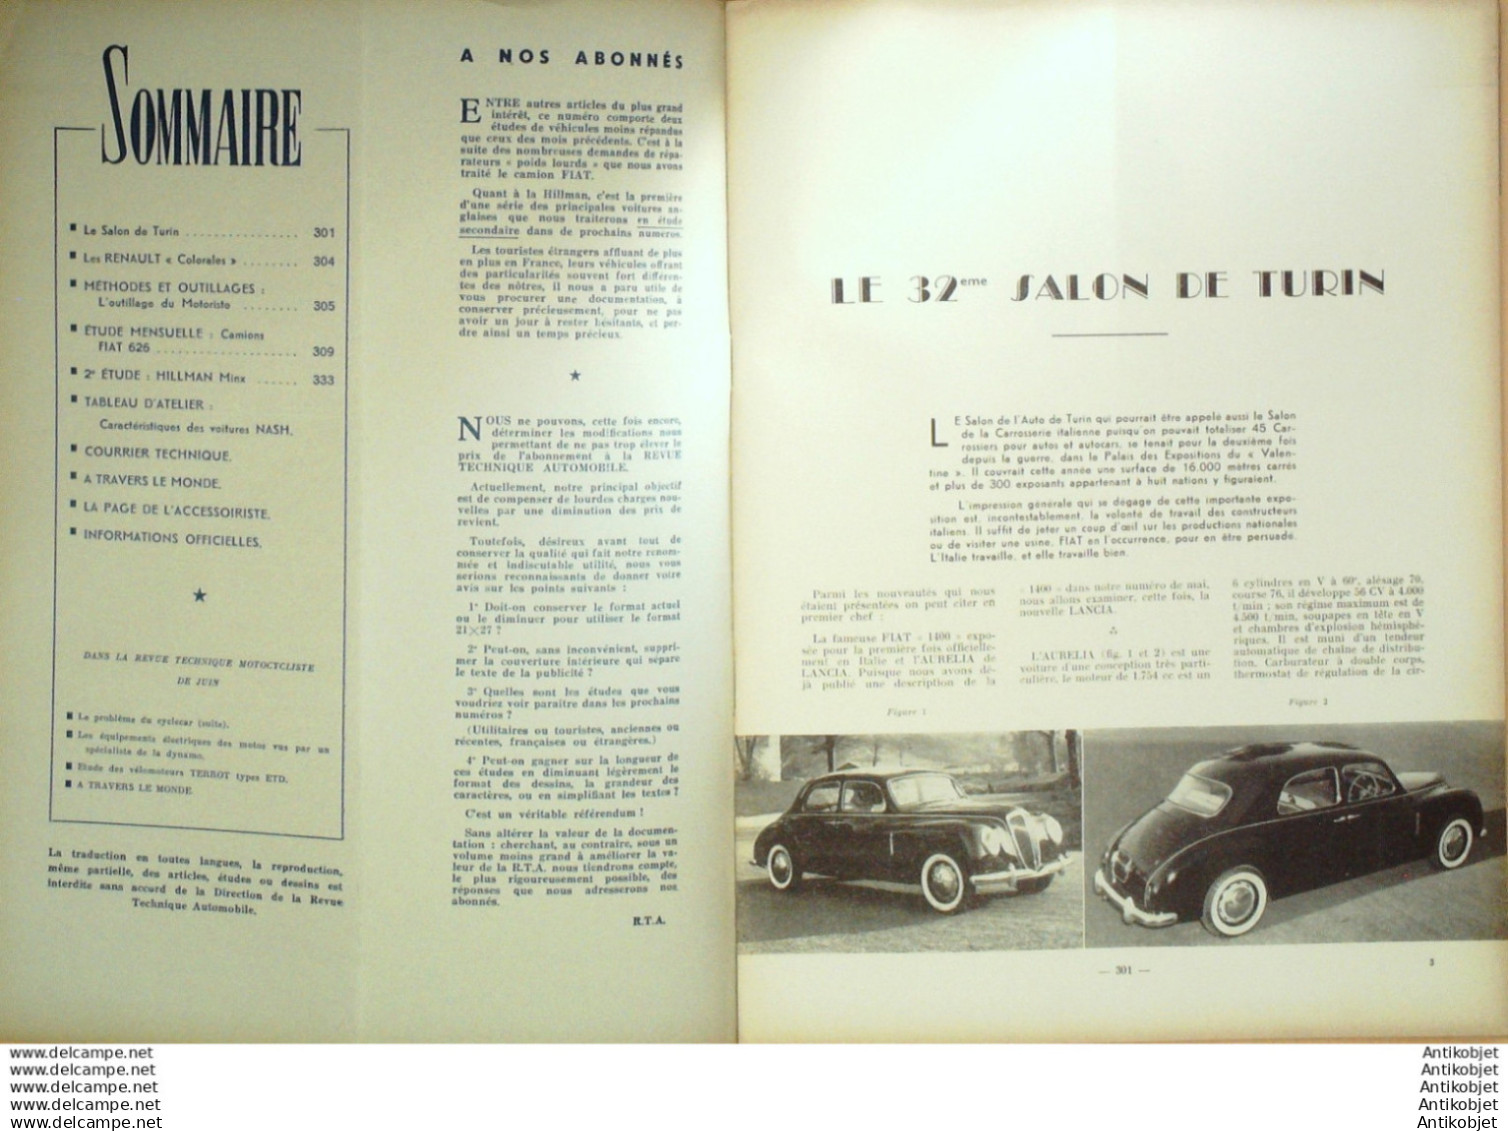 SOMMAIRE
Le Salon de Turin ............... 301
Les RENAULT « Colorales » ........ 304
MÉTHODES ET OUTILLAGES :
L'outillage du Motoriste ........ 305
ÉTUDE MENSUELLE : Camions
FIAT 626 .................... 309
2e ÉTUDE : HILLMAN Minx ...... 333
TABLEAU D'ATELIER :
Caractéristiques des voitures NASH.
COURRIER TECHNIQUE.
A TRAVERS LE MONDE.
LA PAGE DE L'ACCESSOIRISTE.
INFORMATIONS OFFICIELLES.
★
DANS LA REVUE TECHNIQUE MOTOCYCLISTE
DE JUIN
Le problème du cyclecar (suite).
Les équipements électriques des motos vus par un
spécialiste de la dynamo.
Etude des vélomoteurs TERROT types ETD.
A TRAVERS LE MONDE.
La traduction en toutes langues, la reproduction,
même partielle, des articles, études ou dessins est
interdite sans accord de la Direction de la Revue
Technique Automobile.
A NOS ABONNÉS
ENTRE autres articles du plus grand
intérêt, ce numéro comporte deux
études de véhicules moins répandus
que ceux des mois précédents. C'est à la
suite des nombreuses demandes de répa-
rateurs « poids lourds » que nous avons
traité le camion FIAT.
Quant à la Hillman, c'est la première
d'une série des principales voitures an-
glaises que nous traiterons en étude
secondaire dans de prochains numéros.
Les touristes étrangers affluant de plus
en plus en France, leurs véhicules offrant
des particularités souvent fort différen-
tes des nôtres, il nous a paru utile de
vous procurer une documentation, à
conserver précieusement, pour ne pas
avoir un jour à rester hésitants, et per-
dre ainsi un temps précieux.
★
NOUS ne pouvons, cette fois encore,
déterminer les modifications nous
permettant de ne pas trop élever le
prix de l'abonnement à la REVUE
TECHNIQUE AUTOMOBILE.
Actuellement, notre principal objectif
est de compenser de lourdes charges nou-
velles par une diminution des prix de
revient.
Toutefois, désireux avant tout de
conserver la qualité qui fait notre renom-
mée et indiscutable utilité, nous vous
serions reconnaissants de donner votre
avis sur les points suivants :
1° Doit-on conserver le format actuel
ou le diminuer pour utiliser le format
21×27 ?
2° Peut-on, sans inconvénient, suppri-
mer la couverture intérieure qui sépare
le texte de la publicité ?
3° Quelles sont les études que vous
voudriez voir paraître dans les prochains
numéros ?
(Utilitaires ou touristes, anciennes ou
récentes, françaises ou étrangères.)
4° Peut-on gagner sur la longueur de
ces études en diminuant légèrement le
format des dessins, la grandeur des
caractères, ou en simplifiant les textes ?
C'est un véritable référendum !
Sans altérer la valeur de la documen-
tation : cherchant, au contraire, sous un
volume moins grand à améliorer la va-
leur de la R.T.A. nous tiendrons compte,
le plus rigoureusement possible, des
réponses que nous adresserons nos
abonnés.
R.T.A.
LE 32eme SALON DE TURIN
LE Salon de l'Auto de Turin qui pourrait être appelé aussi le Salon
de la Carrosserie italienne puisqu'on pouvait totaliser 45 Car-
rossiers pour autos et autocars, se tenait pour la deuxième fois
depuis la guerre, dans le Palais des Expositions du « Valen-
tine ». Il couvrait cette année une surface de 16.000 mètres carrés
et plus de 300 exposants appartenant à huit nations y figuraient.
L'impression générale qui se dégage de cette importante expo-
sition est, incontestablement, la volonté de travail des constructeurs
italiens. Il suffit de jeter un coup d'œil sur les productions nationales
ou de visiter une usine, FIAT en l'occurrence, pour en être persuadé.
L'Italie travaille, et elle travaille bien.
Parmi les nouveautés qui nous
étaient présentées on peut citer en
premier chef :
La fameuse FIAT « 1400 » expo-
sée pour la première fois officielle-
ment en Italie et l'AURELIA de
LANCIA. Puisque nous avons dé-
jà publié une description de la
Figure 1
« 1400 » dans notre numéro de mai,
nous allons examiner, cette fois, la
nouvelle LANCIA.
L'AURELIA (fig. 1 et 2) est une
voiture d'une conception très parti-
culière, le moteur de 1.754 cc est un
6 cylindres en V à 60°, alésage 70,
course 76, il développe 56 CV à 4.000
t/min ; son régime maximum est de
4.500 t/min, soupapes en tête en V
et chambres d'explosion hémisphé-
riques. Il est muni d'un tendeur
automatique de chaîne de distribu-
tion. Carburateur à double corps,
thermostat de régulation de la cir-
Figure 2
— 301 —
3
www.delcampe.net
www.delcampe.net
www.delcampe.net
www.delcampe.net
www.delcampe.net
Antikobjet
Antikobjet
Antikobjet
Antikobjet
Antikobjet